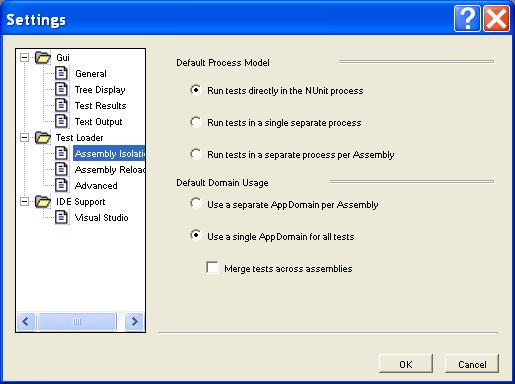 Settings
Gui
General
Tree Display
Test Results
Text Output
Test Loader
Assembly Isolati
Assembly Reload
Advanced
IDE Support
Visual Studio
Default Process Model
Run tests directly in the NUnit process
Run tests in a single separate process
Run tests in a separate process per Assembly
Default Domain Usage
Use a separate AppDomain per Assembly
Use a single AppDomain for all tests
Merge tests across assemblies
OK
Cancel